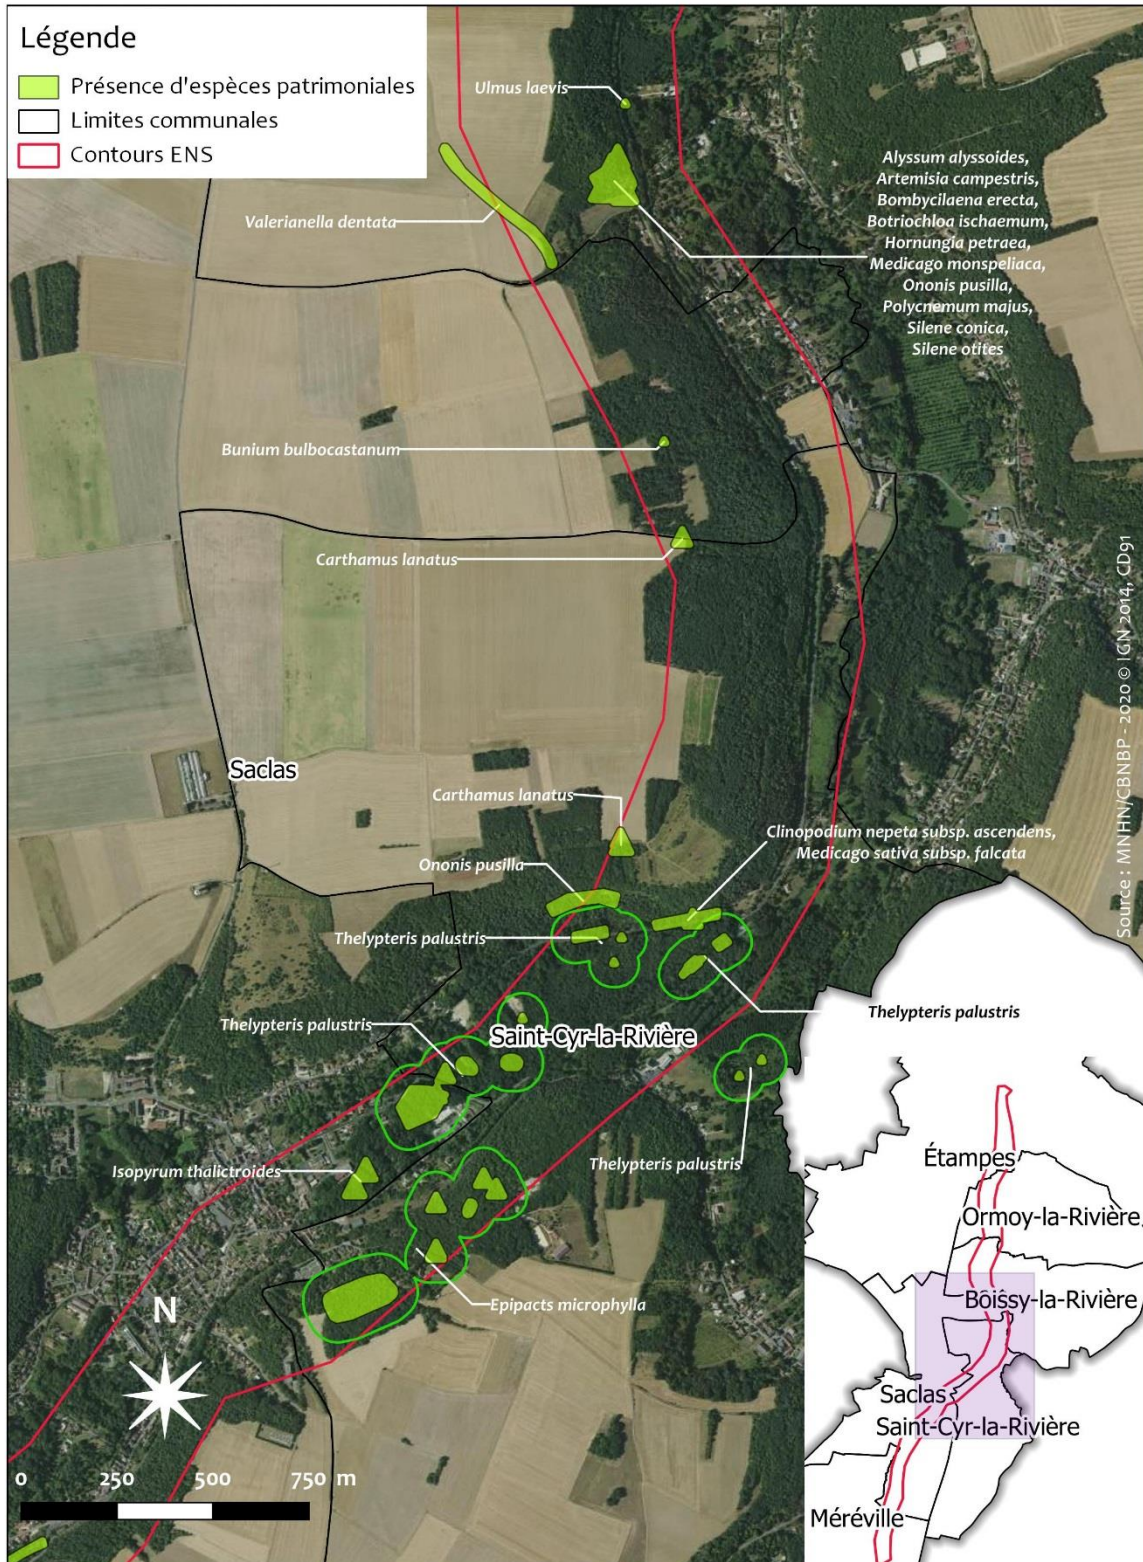 Légende
Présence d'espèces patrimoniales
Limites communales
Contours ENS
Ulmus laevis
Alyssum alyssoides,
Artemisia campestris,
Bombycilaena erecta,
Botriochloa ischaemum,
Hornungia petraea,
Medicago monspeliaca,
Ononis pusilla,
Polycnemum majus,
Silene conica,
Silene otites
Valerianella dentata
Bunium bulbocastanum
Carthamus lanatus
Saclas
Carthamus lanatus
Clinopodium nepeta subsp. ascendens,
Medicago sativa subsp. falcata
Ononis pusilla
Thelypteris palustris
Thelypteris palustris
Thelypteris palustris
Saint-Cyr-la-Rivière
Isopyrum thalictroides
Thelypteris palustris
Epipacts microphylla
N
0 250 500 750 m
Source : MNHN/CBNBP - 2020 © IGN 2014, CD91
Étampes
Ormoy-la-Rivière
Boissy-la-Rivière
Saclas
Saint-Cyr-la-Rivière
Méréville